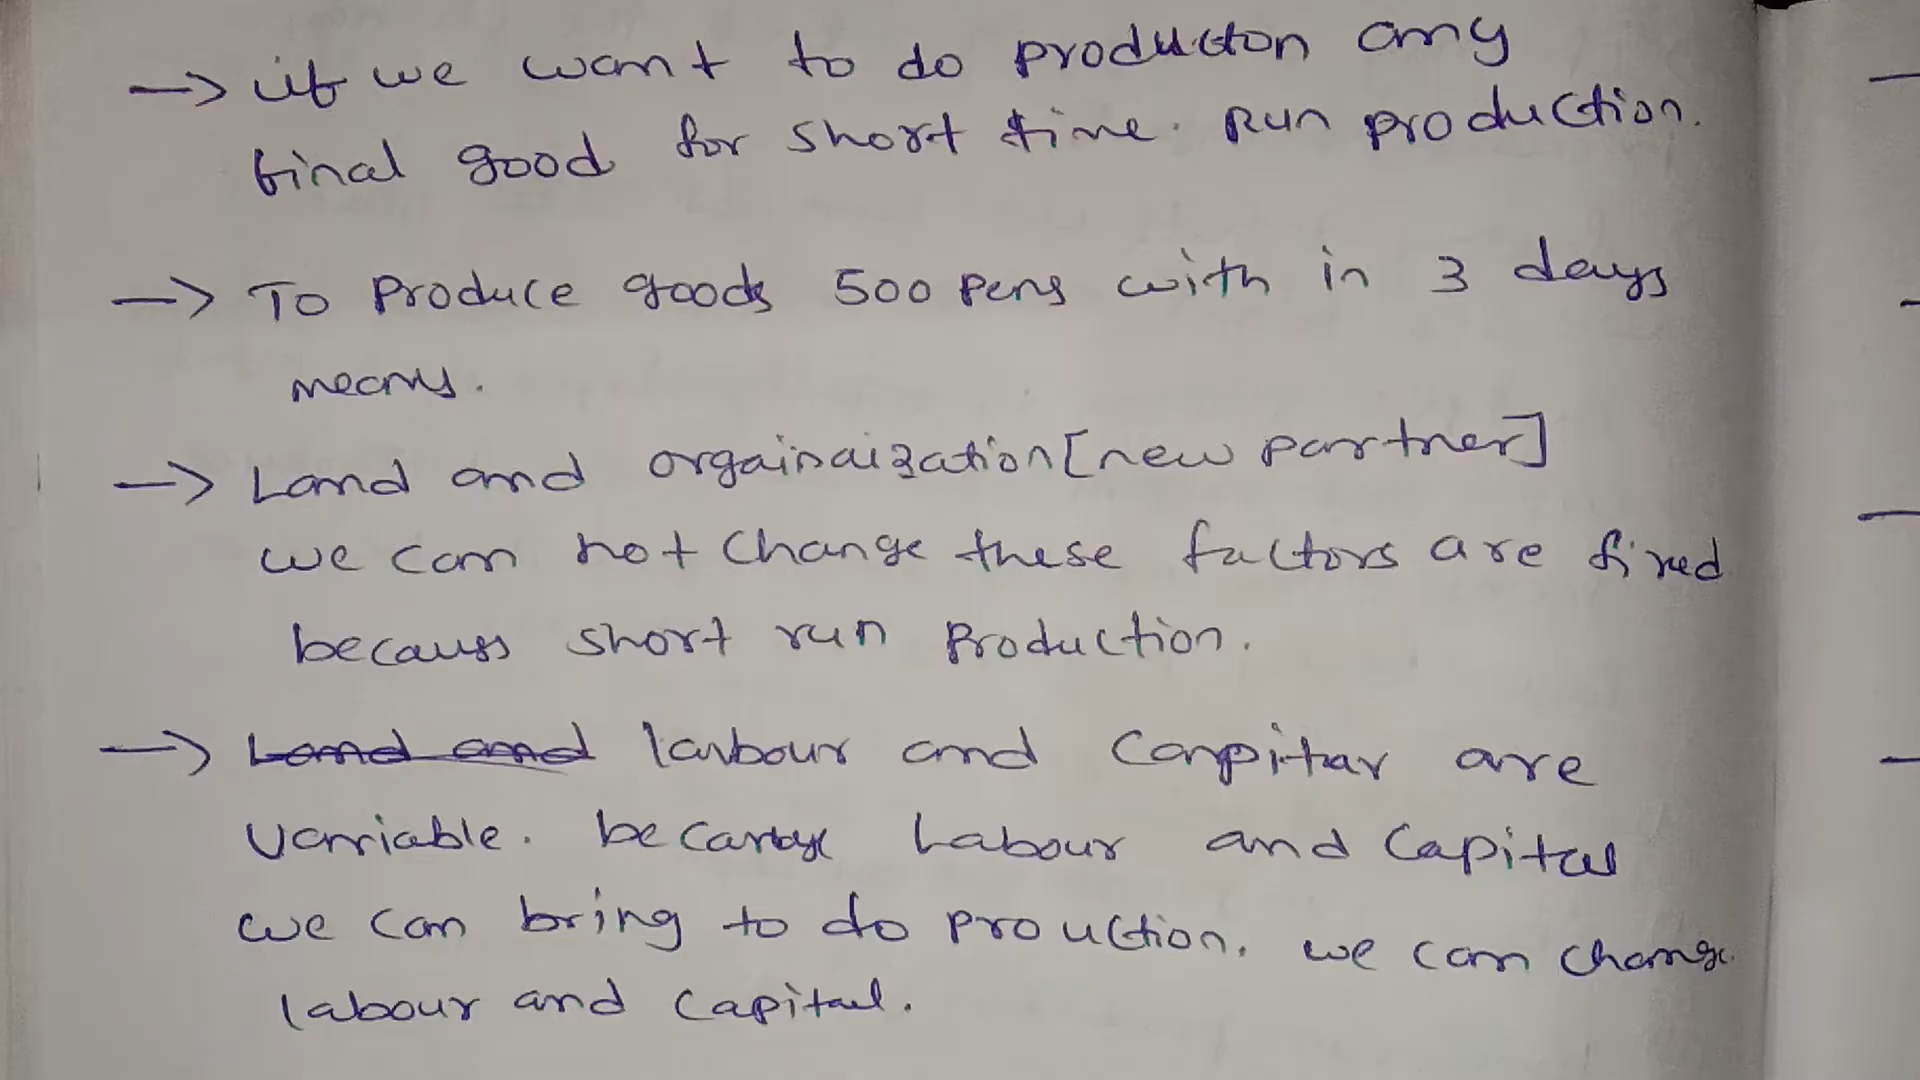 → if we want to do production any
final good for short time. Run production.
→ To Produce goods 500 Pens with in 3 days
means.
→ Land and orgainaization [new partner]
we can not change these factors are fixed
becauss short run Production.
→ Land and labour and Capital are
Variable. because Labour and Capital
we can bring to do prouction. we can change
labour and capital.